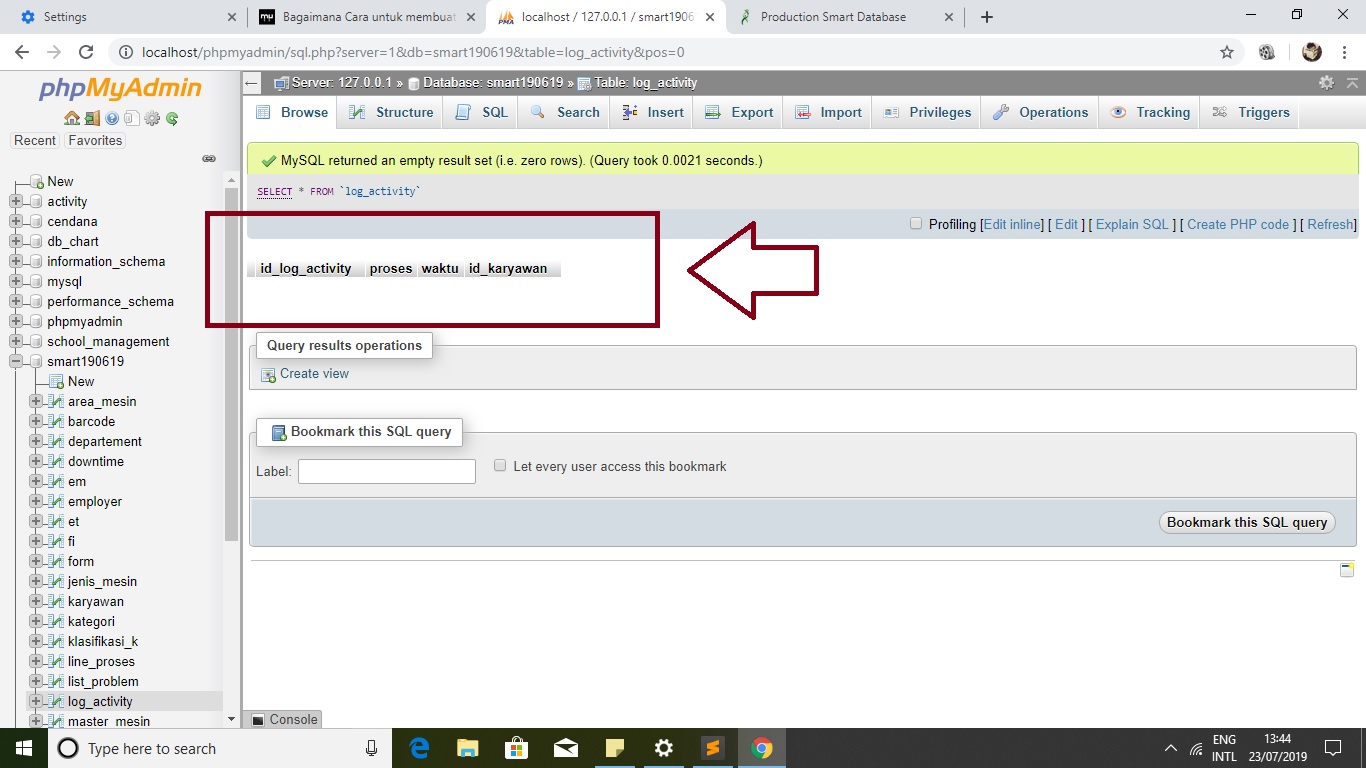 Settings
Bagaimana Cara untuk membuat
localhost / 127.0.0.1 / smart1906
Production Smart Database
localhost/phpmyadmin/sql.php?server=1&db=smart190619&table=log_activity&pos=0
phpMyAdmin
Recent Favorites
New
activity
cendana
db_chart
information_schema
mysql
performance_schema
phpmyadmin
school_management
smart190619
New
area_mesin
barcode
departement
downtime
em
employer
et
fi
form
jenis_mesin
karyawan
kategori
klasifikasi_k
line_proses
list_problem
log_activity
master_mesin
Server: 127.0.0.1 » Database: smart190619 » Table: log_activity
Browse Structure SQL Search Insert Export Import Privileges Operations Tracking Triggers
MySQL returned an empty result set (i.e. zero rows). (Query took 0.0021 seconds.)
SELECT * FROM `log_activity`
Profiling [Edit inline] [ Edit ] [ Explain SQL ] [ Create PHP code ] [ Refresh]
id_log_activity proses waktu id_karyawan
Query results operations
Create view
Bookmark this SQL query
Label: Let every user access this bookmark
Bookmark this SQL query
Console
Type here to search
ENG 13:44
INTL 23/07/2019